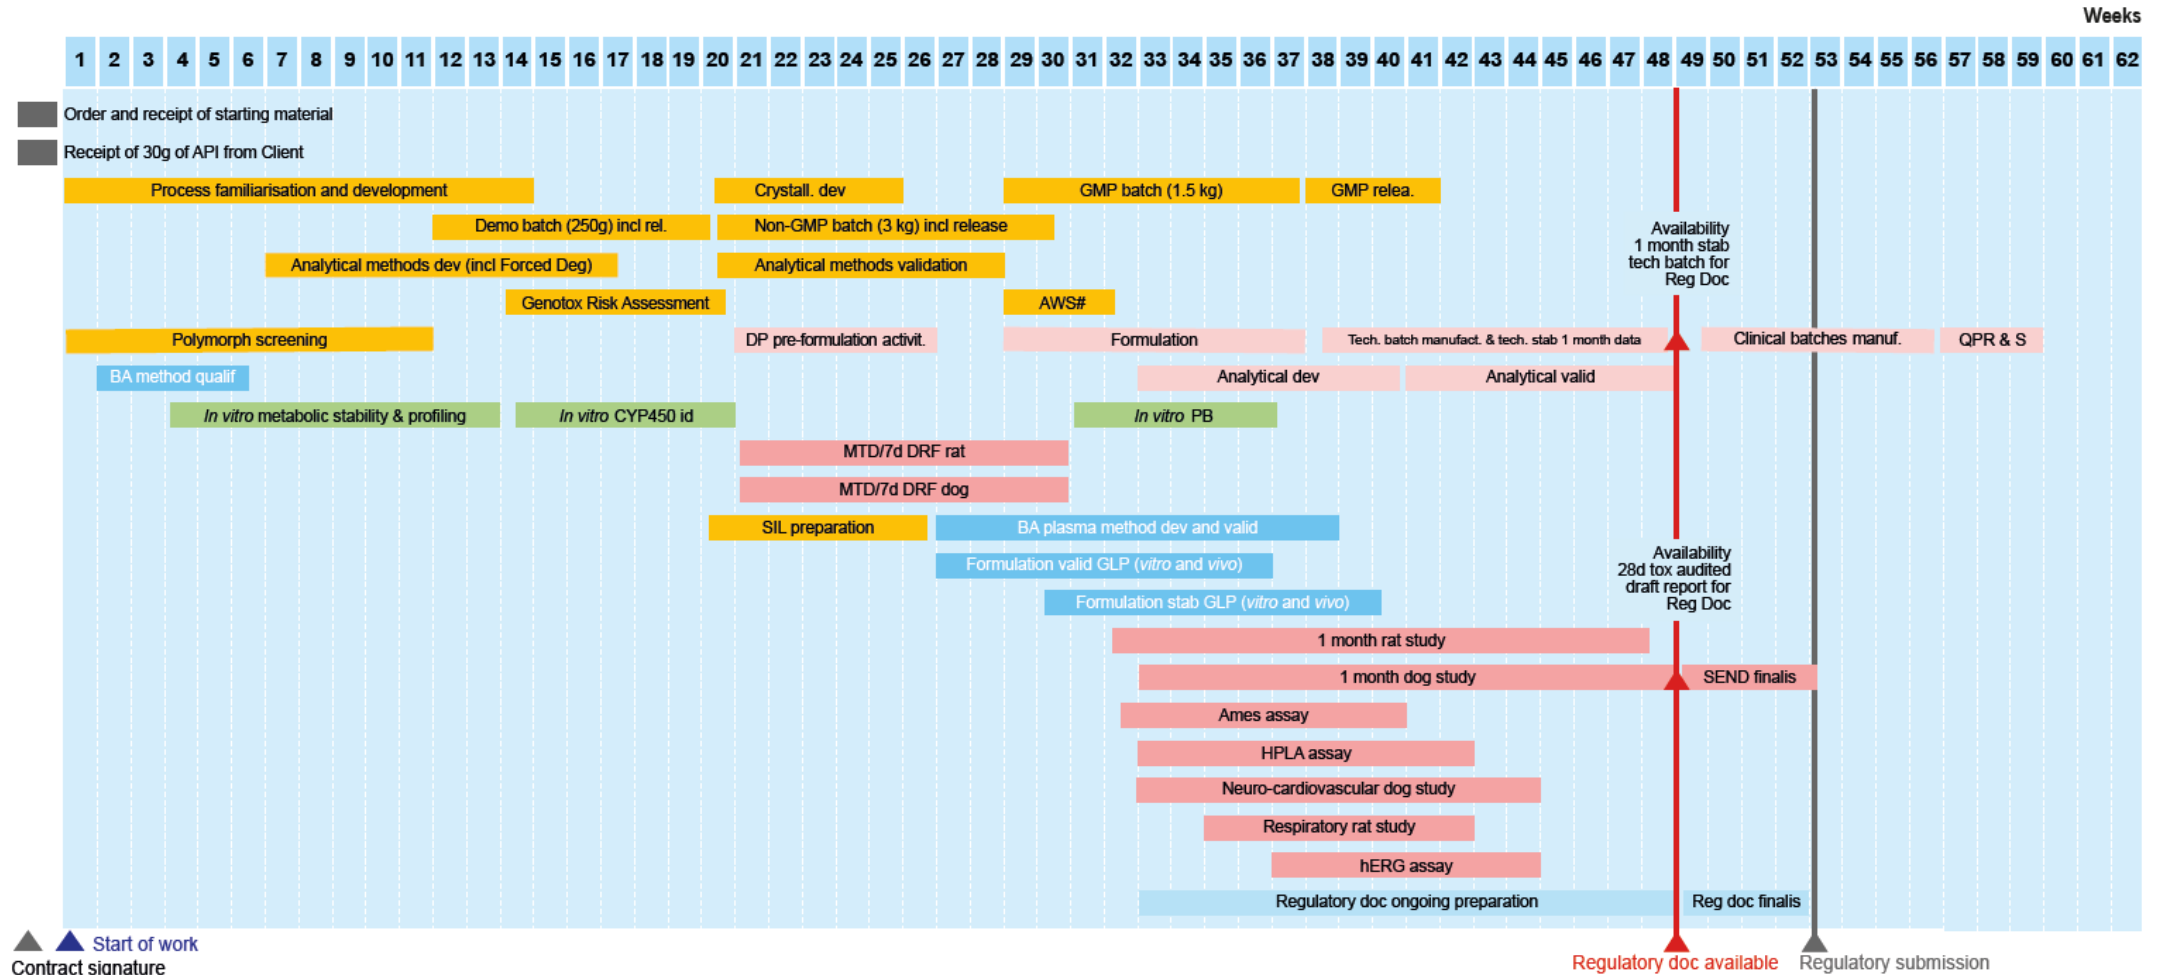 Weeks
1 2 3 4 5 6 7 8 9 10 11 12 13 14 15 16 17 18 19 20 21 22 23 24 25 26 27 28 29 30 31 32 33 34 35 36 37 38 39 40 41 42 43 44 45 46 47 48 49 50 51 52 53 54 55 56 57 58 59 60 61 62
Order and receipt of starting material
Receipt of 30g of API from Client
Process familiarisation and development
Crystall. dev
GMP batch (1.5 kg)
GMP relea.
Demo batch (250g) incl rel.
Non-GMP batch (3 kg) incl release
Availability
1 month stab
tech batch for
Reg Doc
Analytical methods dev (incl Forced Deg)
Analytical methods validation
Genotox Risk Assessment
AWS#
Polymorph screening
DP pre-formulation activit.
Formulation
Tech. batch manufact. & tech. stab 1 month data
Clinical batches manuf.
QPR & S
BA method qualif
Analytical dev
Analytical valid
In vitro metabolic stability & profiling
In vitro CYP450 id
In vitro PB
MTD/7d DRF rat
MTD/7d DRF dog
SIL preparation
BA plasma method dev and valid
Availability
28d tox audited
draft report for
Reg Doc
Formulation valid GLP (vitro and vivo)
Formulation stab GLP (vitro and vivo)
1 month rat study
1 month dog study
SEND finalis
Ames assay
HPLA assay
Neuro-cardiovascular dog study
Respiratory rat study
hERG assay
Regulatory doc ongoing preparation
Reg doc finalis
Start of work
Contract signature
Regulatory doc available
Regulatory submission